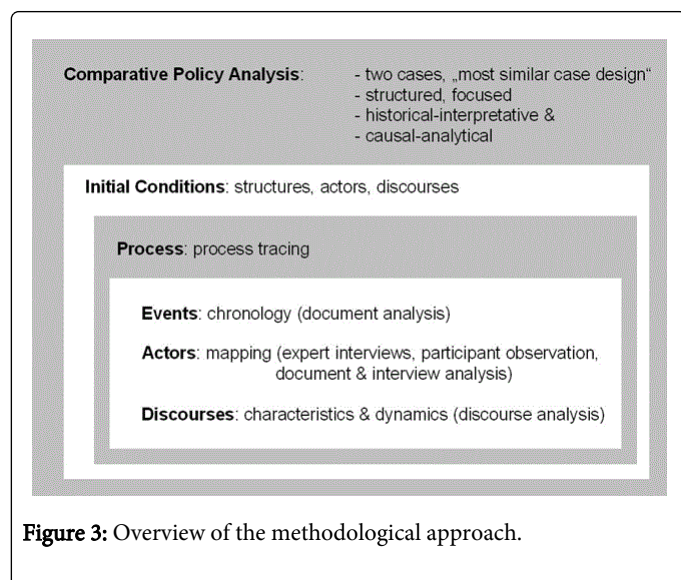 Comparative Policy Analysis: - two cases, „most similar case design“
- structured, focused
- historical-interpretative &
- causal-analytical
Initial Conditions: structures, actors, discourses
Process: process tracing
Events: chronology (document analysis)
Actors: mapping (expert interviews, participant observation,
document & interview analysis)
Discourses: characteristics & dynamics (discourse analysis)
Figure 3: Overview of the methodological approach.